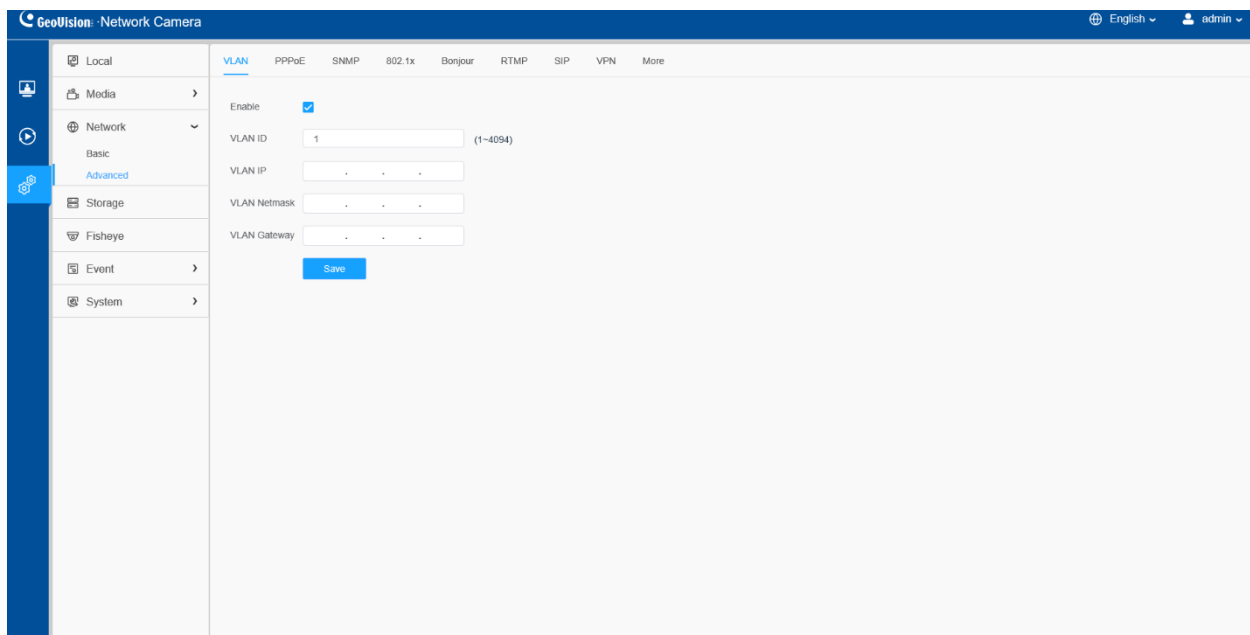 GeoVision Network Camera
English
admin
Local
Media
Network
Basic
Advanced
Storage
Fisheye
Event
System
VLAN PPPoE SNMP 802.1x Bonjour RTMP SIP VPN More
Enable
VLAN ID 1 (1~4094)
VLAN IP . . .
VLAN Netmask . . .
VLAN Gateway . . .
Save